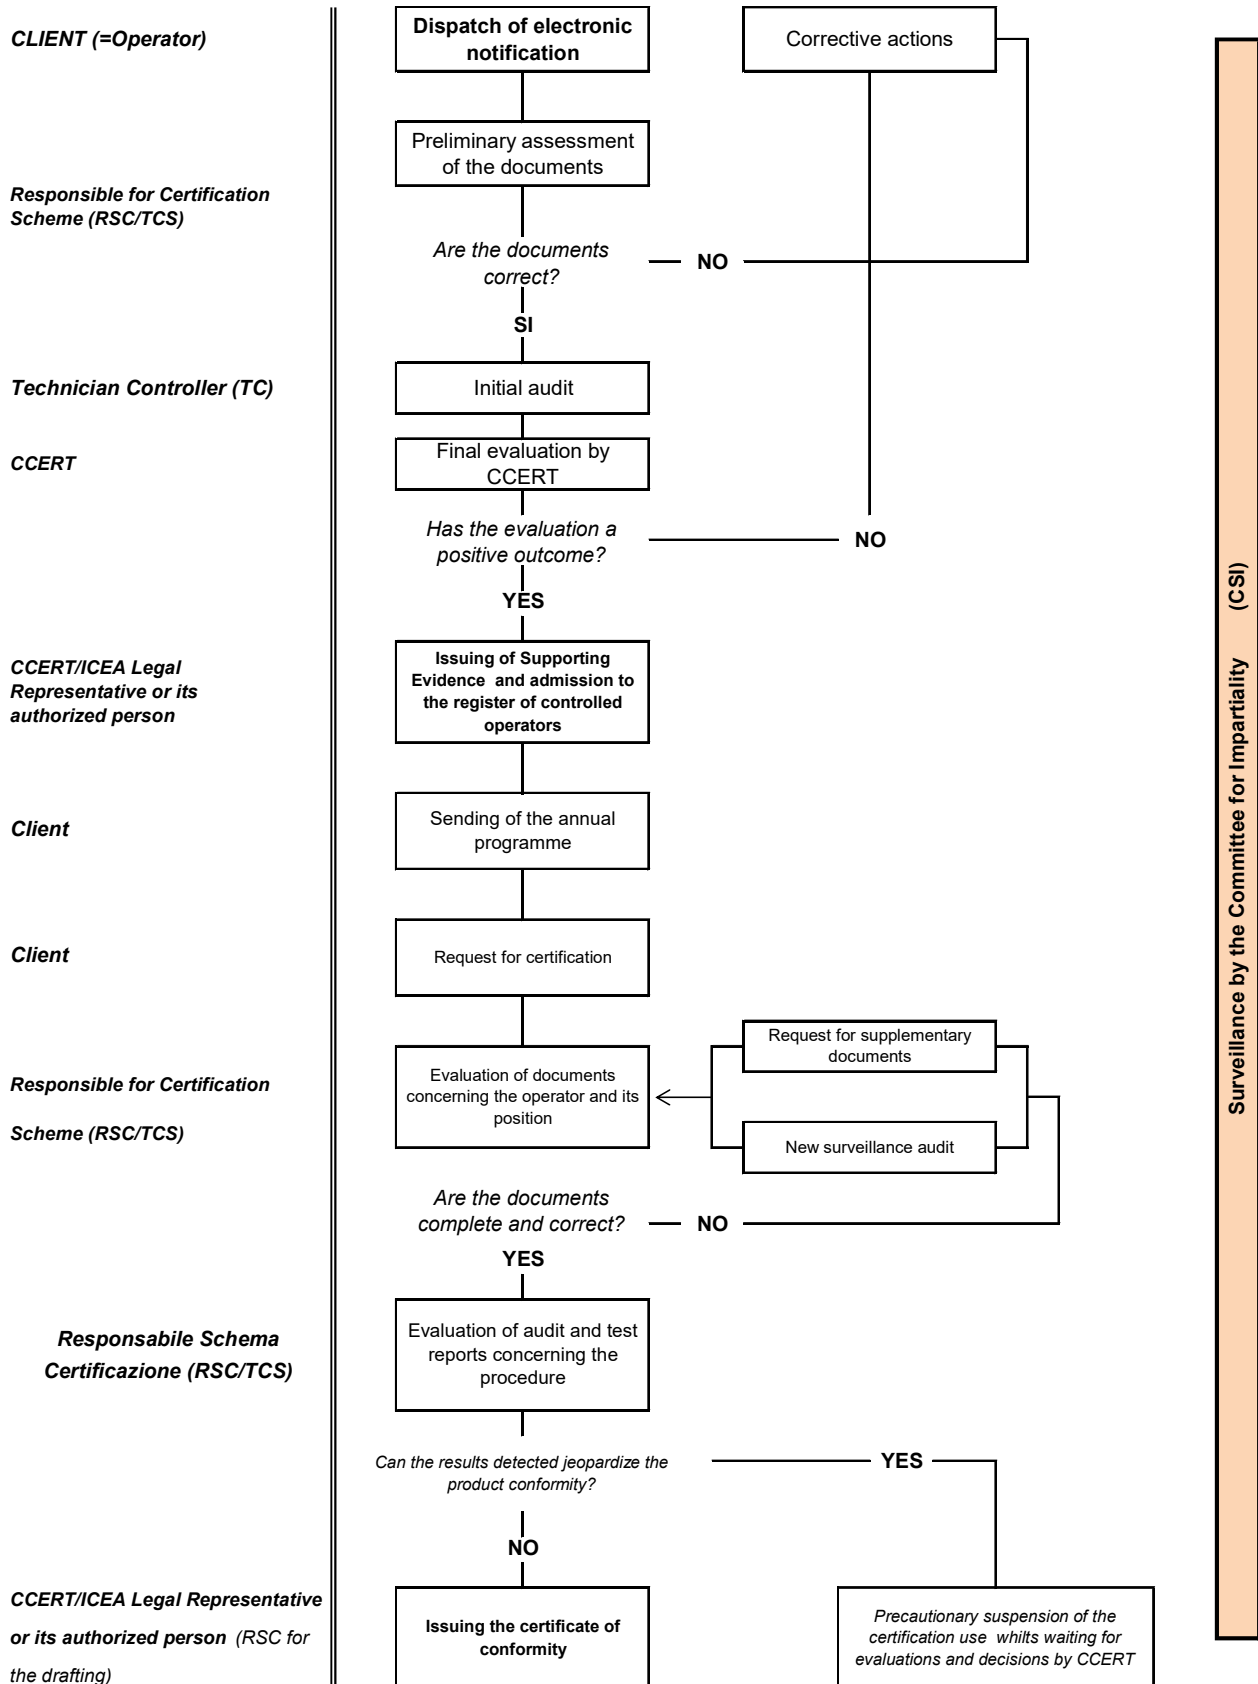 CLIENT (=Operator)
Dispatch of electronic
notification
Corrective actions
Preliminary assessment
of the documents
Responsible for Certification
Scheme (RSC/TCS)
Are the documents
correct?
NO
SI
Technician Controller (TC)
Initial audit
CCERT
Final evaluation by
CCERT
Has the evaluation a
positive outcome?
NO
YES
CCERT/ICEA Legal
Representative or its
authorized person
Issuing of Supporting
Evidence and admission to
the register of controlled
operators
Client
Sending of the annual
programme
Client
Request for certification
Request for supplementary
documents
Responsible for Certification
Scheme (RSC/TCS)
Evaluation of documents
concerning the operator and its
position
New surveillance audit
Are the documents
complete and correct?
NO
YES
Responsabile Schema
Certificazione (RSC/TCS)
Evaluation of audit and test
reports concerning the
procedure
Can the results detected jeopardize the
product conformity?
YES
NO
CCERT/ICEA Legal Representative
or its authorized person (RSC for
the drafting)
Issuing the certificate of
conformity
Precautionary suspension of the
certification use whilts waiting for
evaluations and decisions by CCERT
Surveillance by the Committee for Impartiality (CSI)